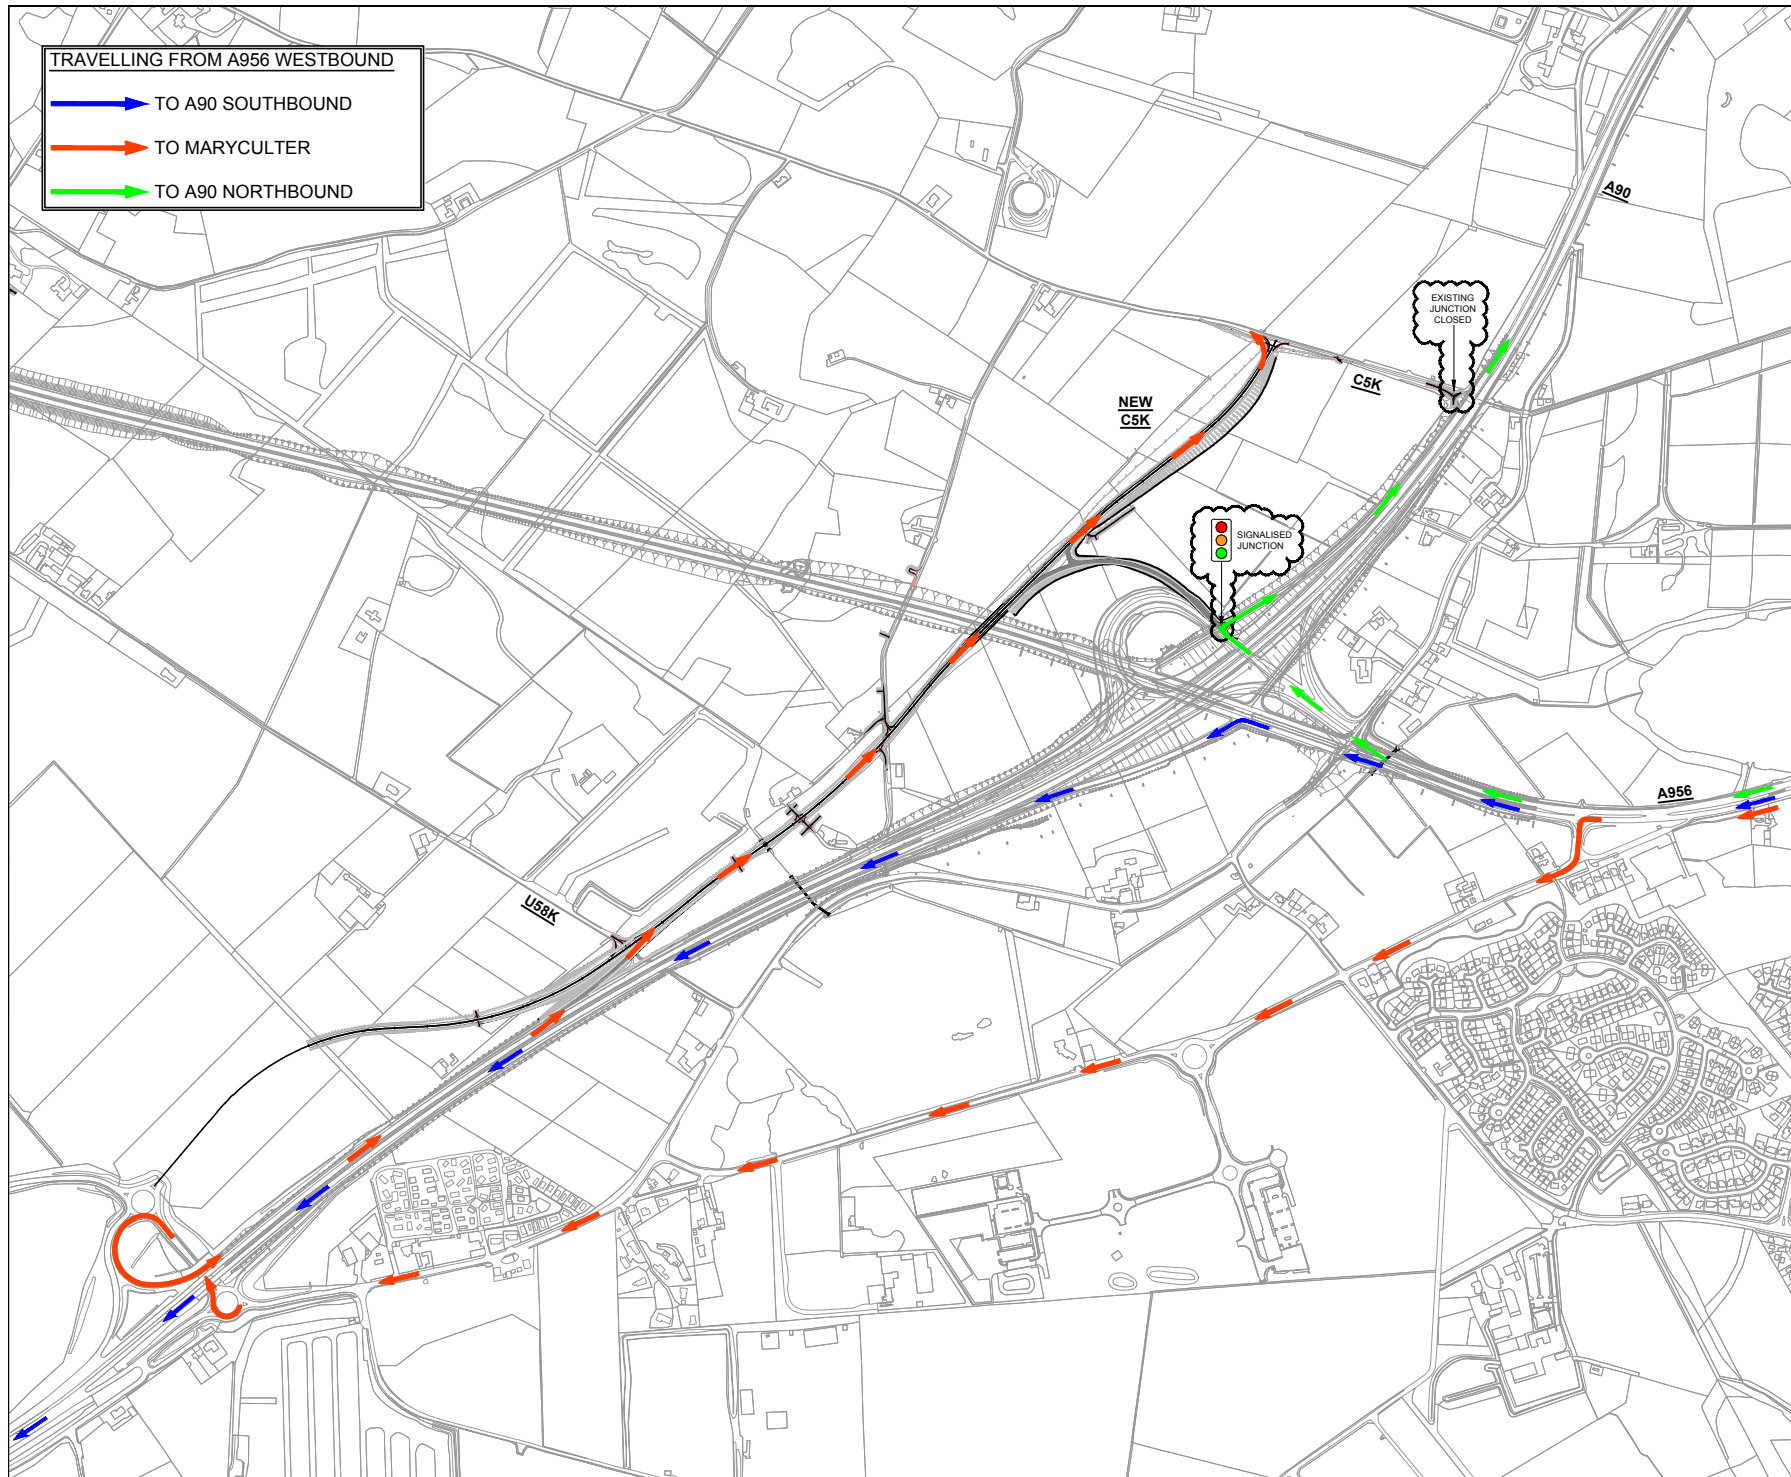 TRAVELLING FROM A956 WESTBOUND
TO A90 SOUTHBOUND
TO MARYCULTER
TO A90 NORTHBOUND
A90
EXISTING
JUNCTION
CLOSED
C5K
NEW
C5K
SIGNALISED
JUNCTION
A956
U58K